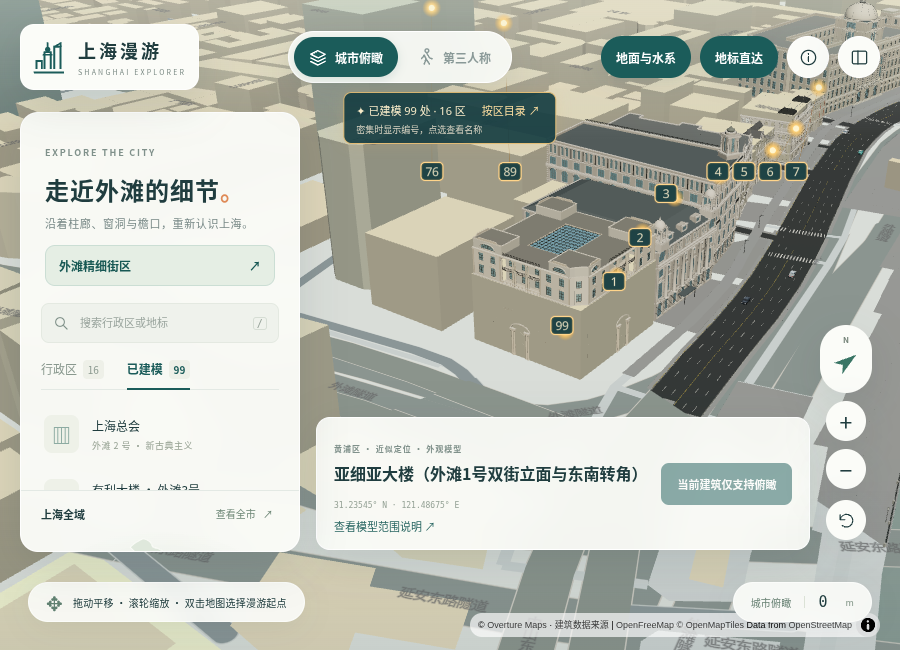 上海漫游
SHANGHAI EXPLORER
城市俯瞰
第三人称
地面与水系
地标直达
✦ 已建模 99 处 · 16 区 按区目录 ↗
密集时显示编号，点选查看名称
EXPLORE THE CITY
走近外滩的细节。
沿着柱廊、窗洞与檐口，重新认识上海。
外滩精细街区 ↗
搜索行政区或地标 /
行政区 16
已建模 99
上海总会
外滩 2 号 · 新古典主义
有利大楼 · 外滩3号
上海全域
查看全市 ↗
76
89
4
5
6
7
3
2
1
99
N
+
−
黄浦区 · 近似定位 · 外观模型
亚细亚大楼（外滩1号双街立面与东南转角）
31.23545° N · 121.48675° E
查看模型范围说明 ↗
当前建筑仅支持俯瞰
延安东路隧道
拖动平移 · 滚轮缩放 · 双击地图选择漫游起点
城市俯瞰 0 m
© Overture Maps · 建筑数据来源 | OpenFreeMap © OpenMapTiles Data from OpenStreetMap